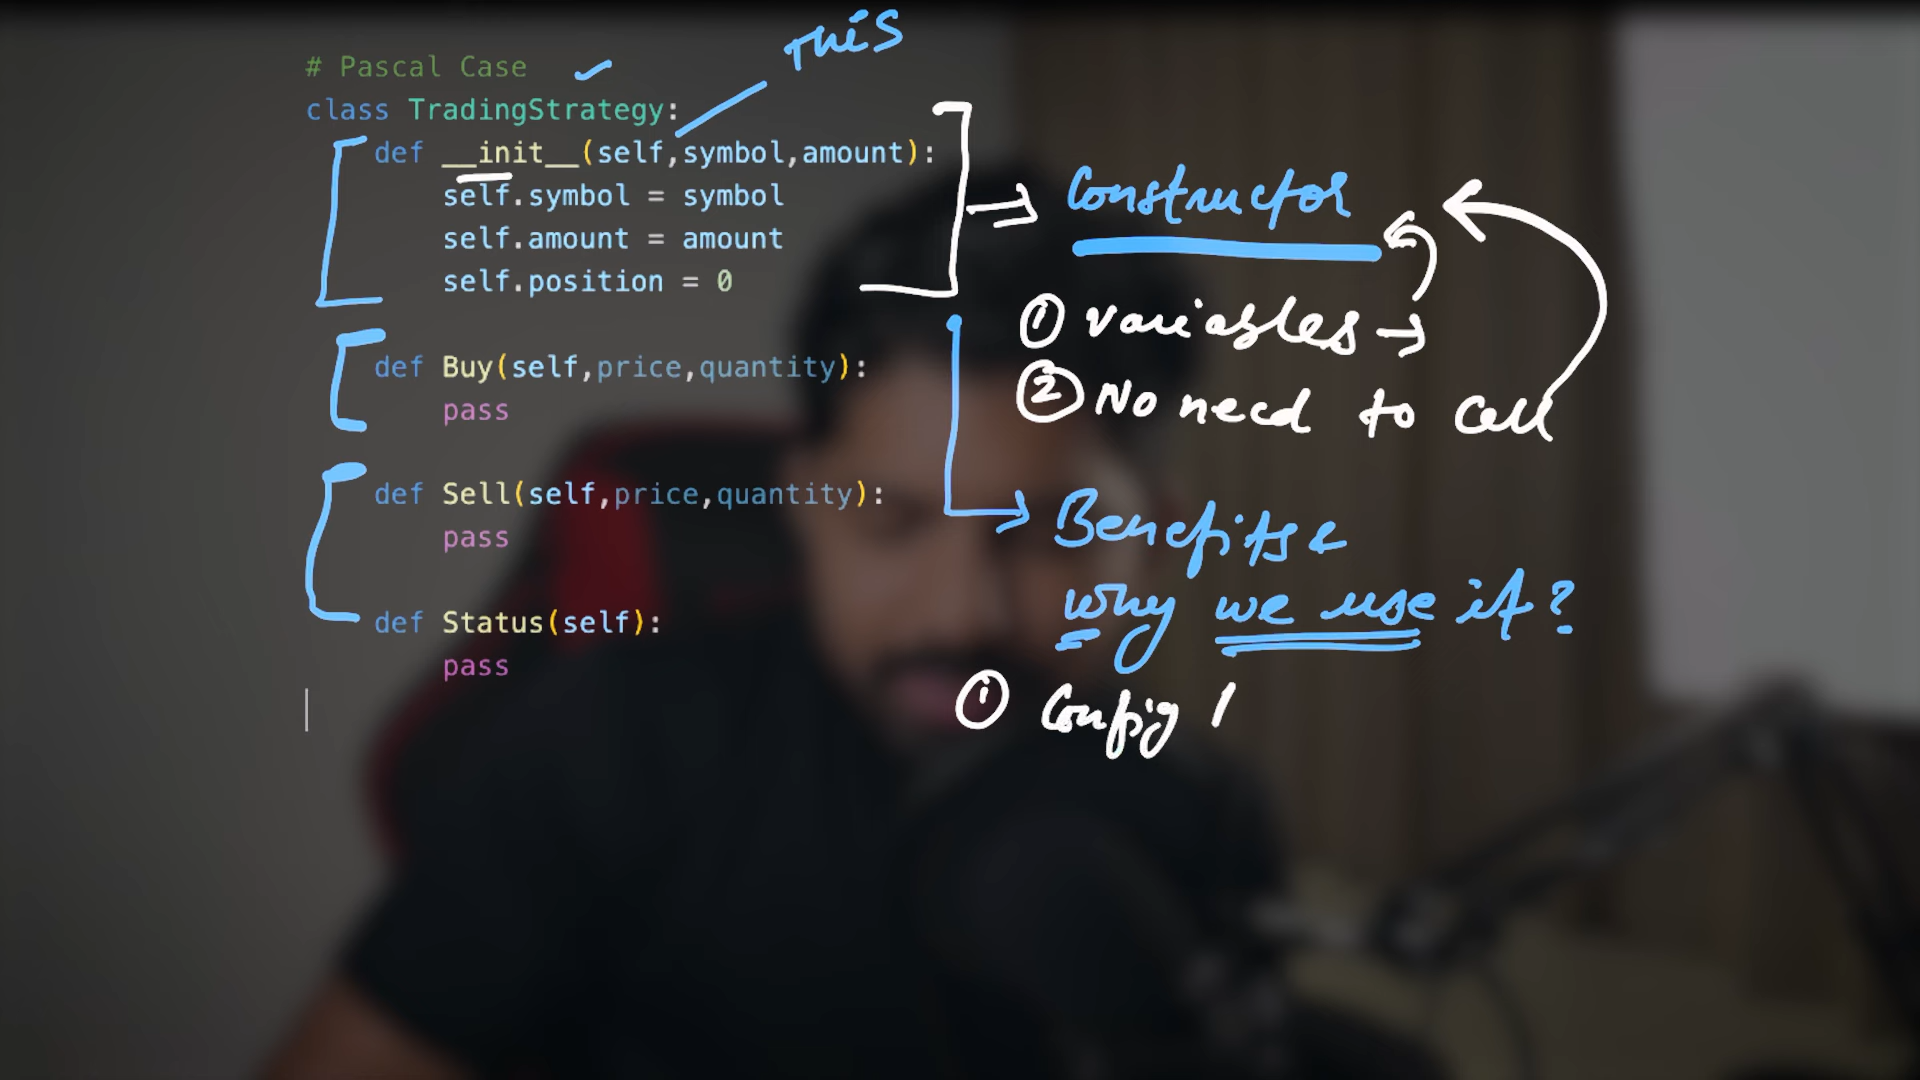 THIS
# Pascal Case
class TradingStrategy:
def __init__(self,symbol,amount):
self.symbol = symbol
self.amount = amount
self.position = 0
def Buy(self,price,quantity):
pass
def Sell(self,price,quantity):
pass
def Status(self):
pass
Constructor
① variables →
② No need to call
Benefits &
why we use it?
① Config /